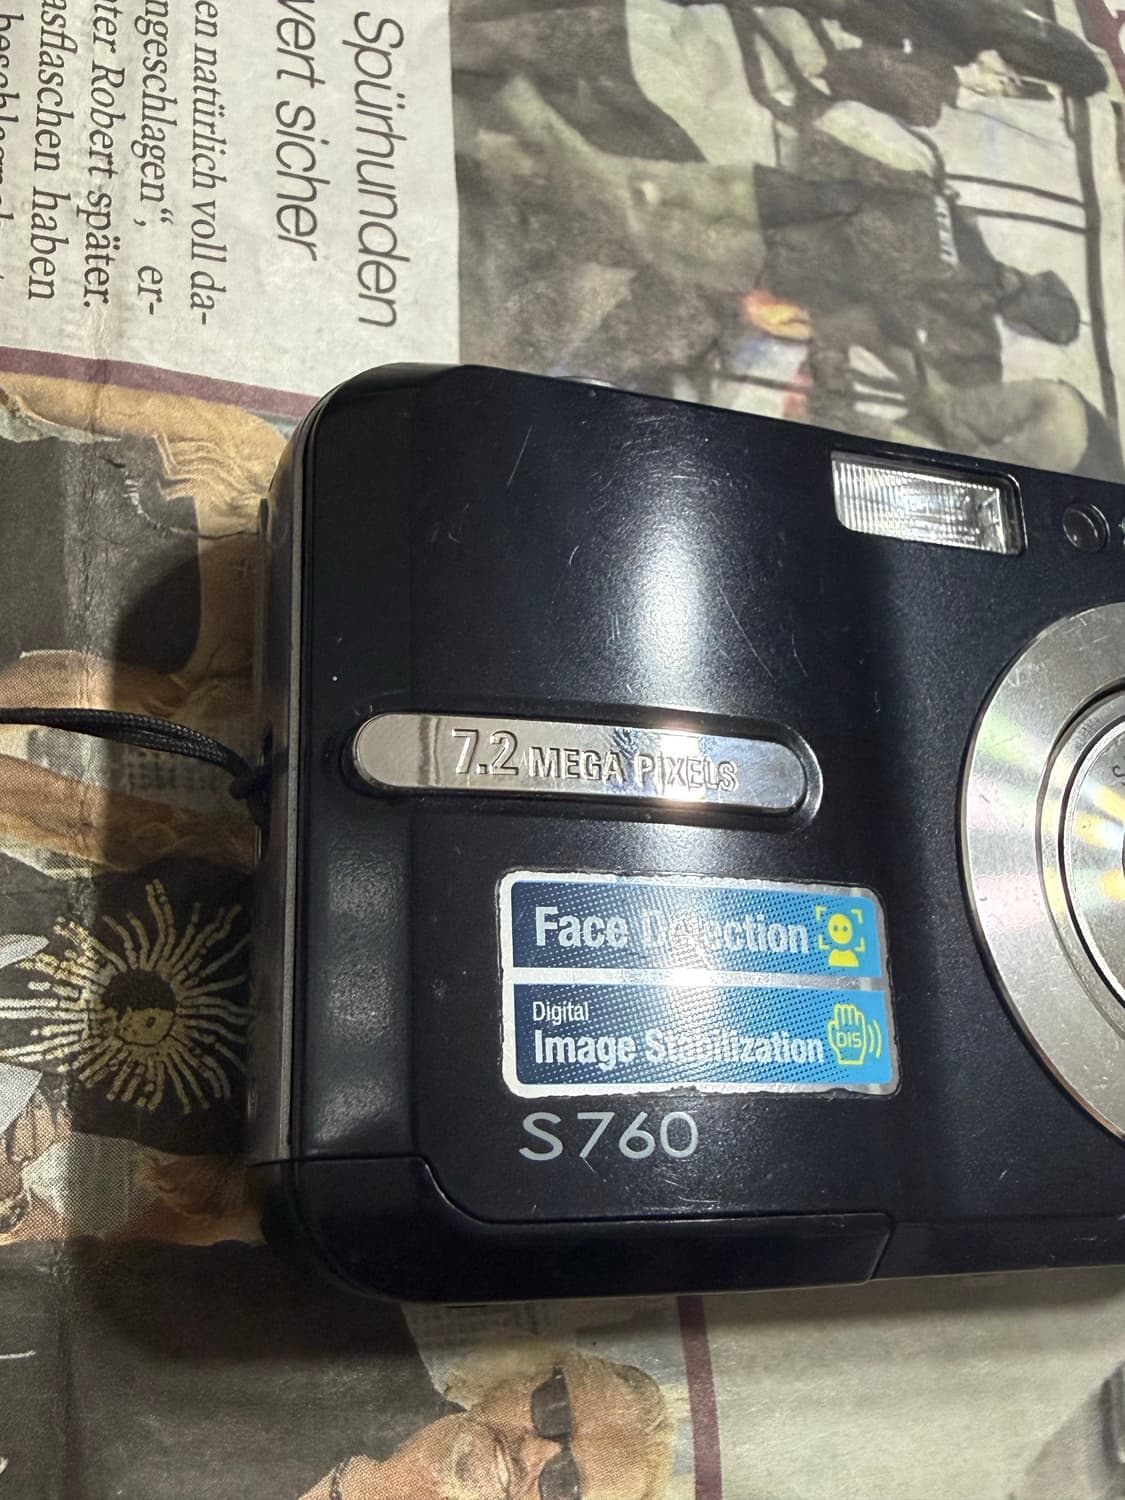 Spürhunden
wert sicher
en natürlich voll da-
ngeschlagen“, er-
ter Robert später.
asflaschen haben
7.2 MEGA PIXELS
Face Detection
Digital
Image Stabilization
DIS
S760